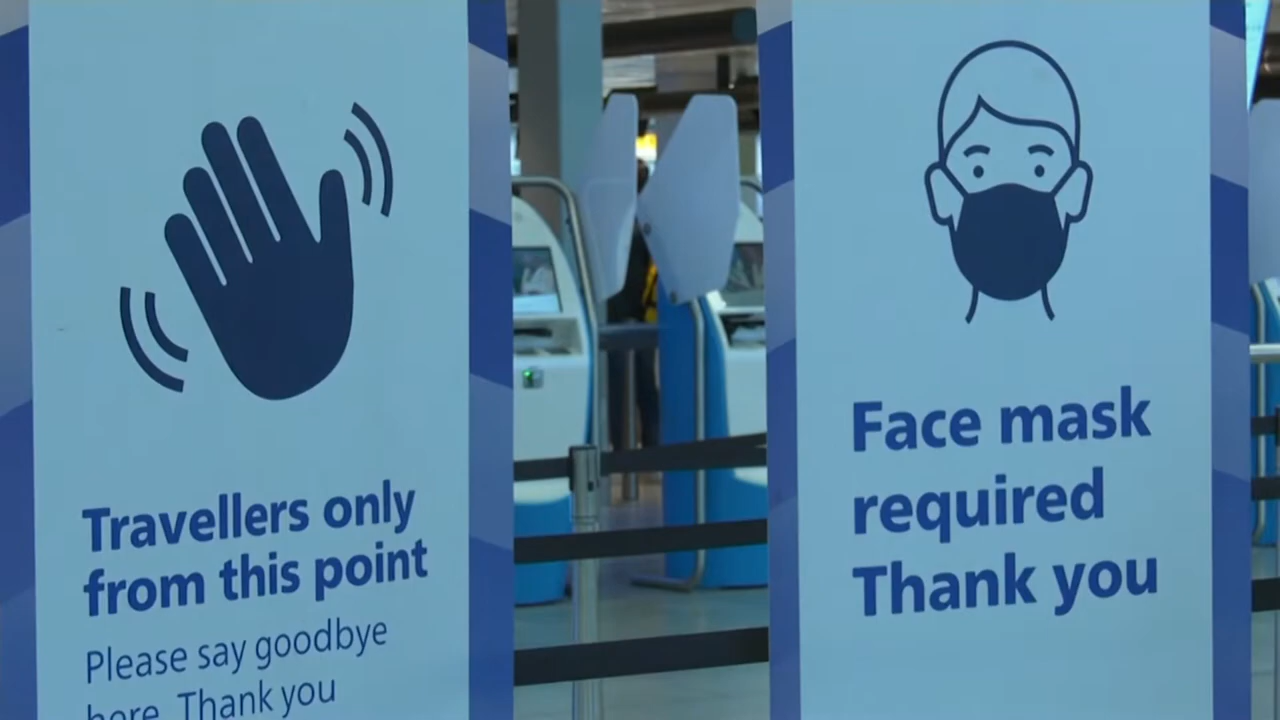 Travellers only
from this point
Please say goodbye
here. Thank you
Face mask
required
Thank you